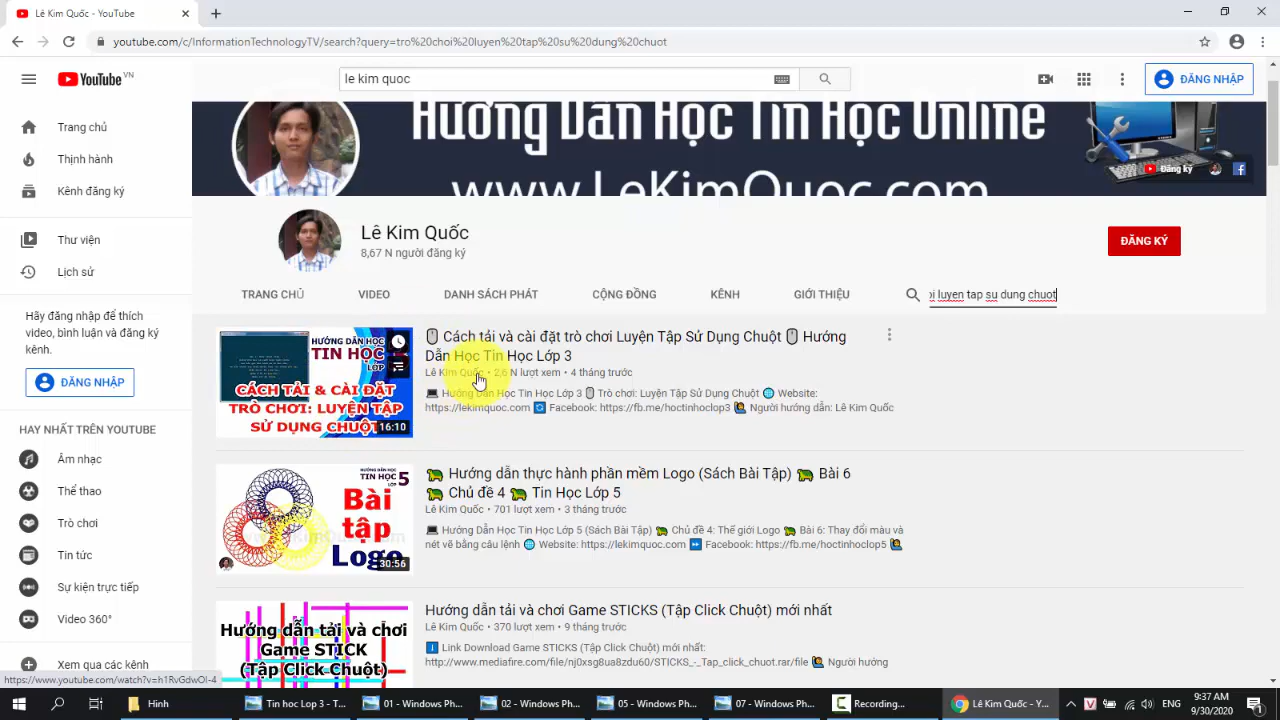 Lê Kim Quốc - YouTube
youtube.com/c/InformationTechnologyTV/search?query=tro%20choi%20luyen%20tap%20su%20dung%20chuot
YouTube VN
le kim quoc
ĐĂNG NHẬP
Trang chủ
Thịnh hành
Kênh đăng ký
Thư viện
Lịch sử
Hãy đăng nhập để thích
video, bình luận và đăng ký
kênh.
ĐĂNG NHẬP
HAY NHẤT TRÊN YOUTUBE
Âm nhạc
Thể thao
Trò chơi
Tin tức
Sự kiện trực tiếp
Video 360°
Xem qua các kênh
Hướng Dẫn Học Tin Học Online
www.LeKimQuoc.com
Đăng ký
Lê Kim Quốc
8,67 N người đăng ký
ĐĂNG KÝ
TRANG CHỦ
VIDEO
DANH SÁCH PHÁT
CỘNG ĐỒNG
KÊNH
GIỚI THIỆU
oi luyen tap su dung chuot
HƯỚNG DẪN HỌC
TIN HỌC
LỚP
CÁCH TẢI & CÀI ĐẶT
TRÒ CHƠI: LUYỆN TẬP
SỬ DỤNG CHUỘT
16:10
Cách tải và cài đặt trò chơi Luyện Tập Sử Dụng Chuột Hướng
Dẫn Học Tin Học Lớp 3
Lê Kim Quốc • 2,6 N lượt xem • 4 tháng trước
Hướng Dẫn Học Tin Học Lớp 3 Trò chơi: Luyện Tập Sử Dụng Chuột Website:
https://lekimquoc.com Facebook: https://fb.me/hoctinhoclop3 Người hướng dẫn: Lê Kim Quốc
HƯỚNG DẪN HỌC
TIN HỌC LỚP 5
Bài
tập
Logo
30:56
Hướng dẫn thực hành phần mềm Logo (Sách Bài Tập) Bài 6
Chủ đề 4 Tin Học Lớp 5
Lê Kim Quốc • 701 lượt xem • 3 tháng trước
Hướng Dẫn Học Tin Học Lớp 5 (Sách Bài Tập) Chủ đề 4: Thế giới Logo Bài 6: Thay đổi màu và
nét vẽ bằng câu lệnh Website: https://lekimquoc.com Facebook: https://fb.me/hoctinhoclop5
Hướng dẫn tải và chơi
Game STICK
(Tập Click Chuột)
Hướng dẫn tải và chơi Game STICKS (Tập Click Chuột) mới nhất
Lê Kim Quốc • 370 lượt xem • 9 tháng trước
Link Download Game STICKS (Tập Click Chuột) mới nhất:
http://www.mediafire.com/file/nj0xsg8ua8zdu60/STICKS_-_Tap_click_chuot.rar/file Người hướng
https://www.youtube.com/watch?v=h1RvGdwOI-4
Hinh
Tin hoc Lop 3 - T...
01 - Windows Ph...
02 - Windows Ph...
05 - Windows Ph...
07 - Windows Ph...
Recording...
Lê Kim Quốc - Y...
V
ENG
9:37 AM
9/30/2020